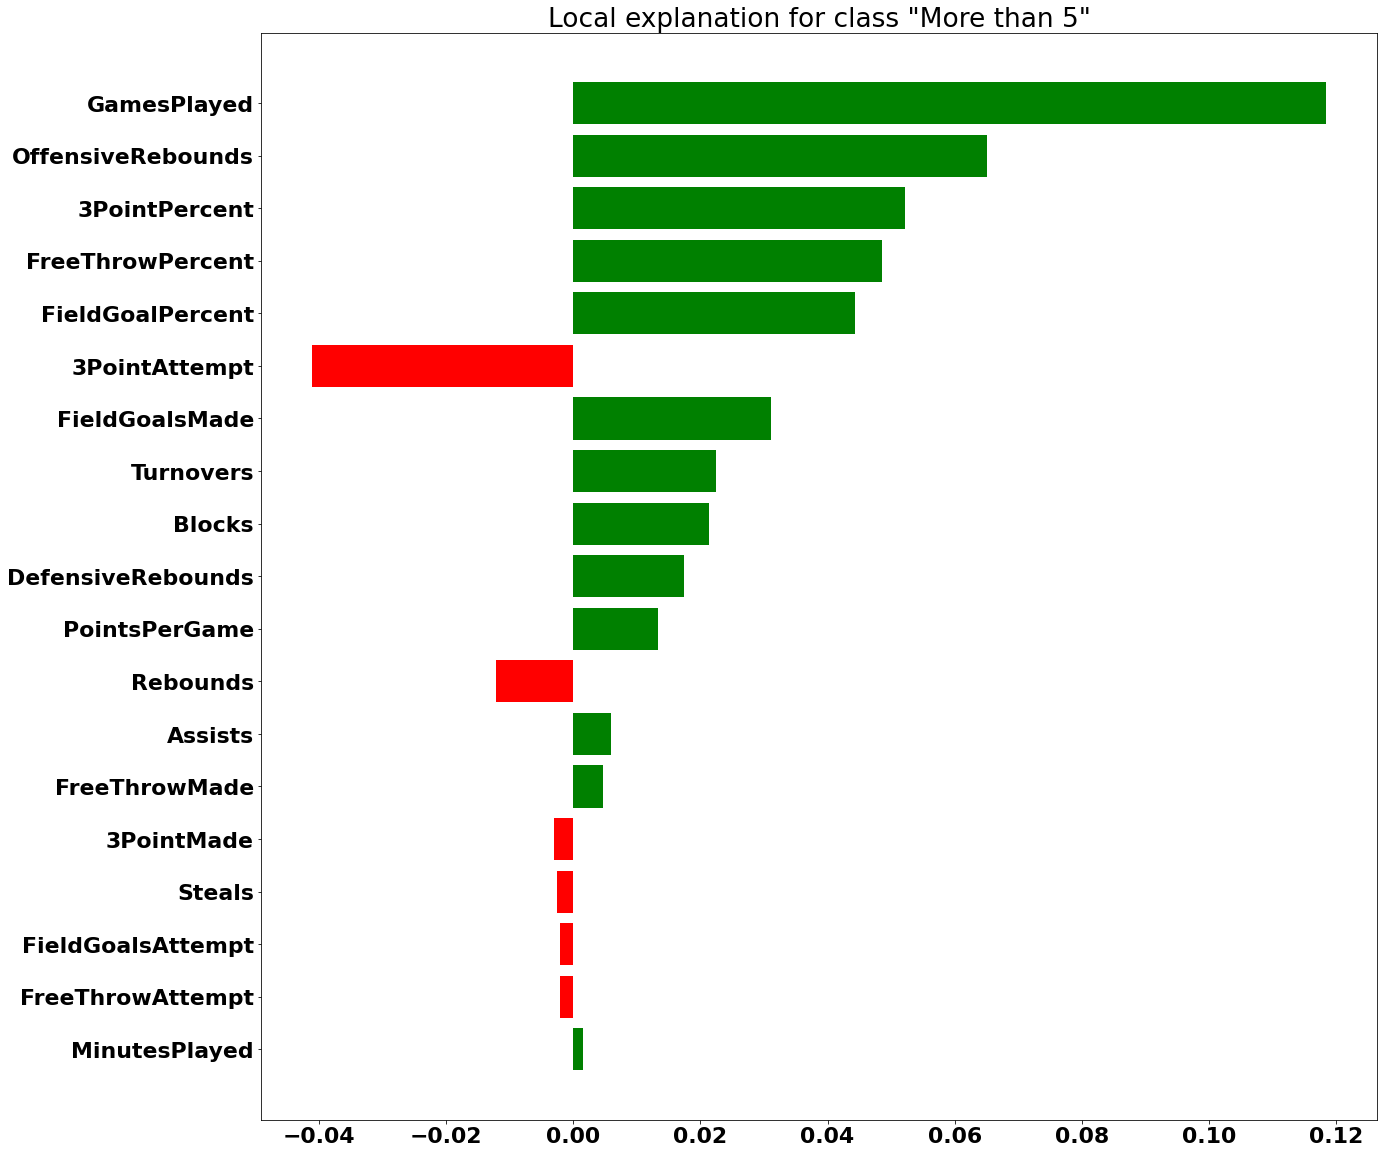 Local explanation for class "More than 5"
GamesPlayed
OffensiveRebounds
3PointPercent
FreeThrowPercent
FieldGoalPercent
3PointAttempt
FieldGoalsMade
Turnovers
Blocks
DefensiveRebounds
PointsPerGame
Rebounds
Assists
FreeThrowMade
3PointMade
Steals
FieldGoalsAttempt
FreeThrowAttempt
MinutesPlayed
−0.04 −0.02 0.00 0.02 0.04 0.06 0.08 0.10 0.12